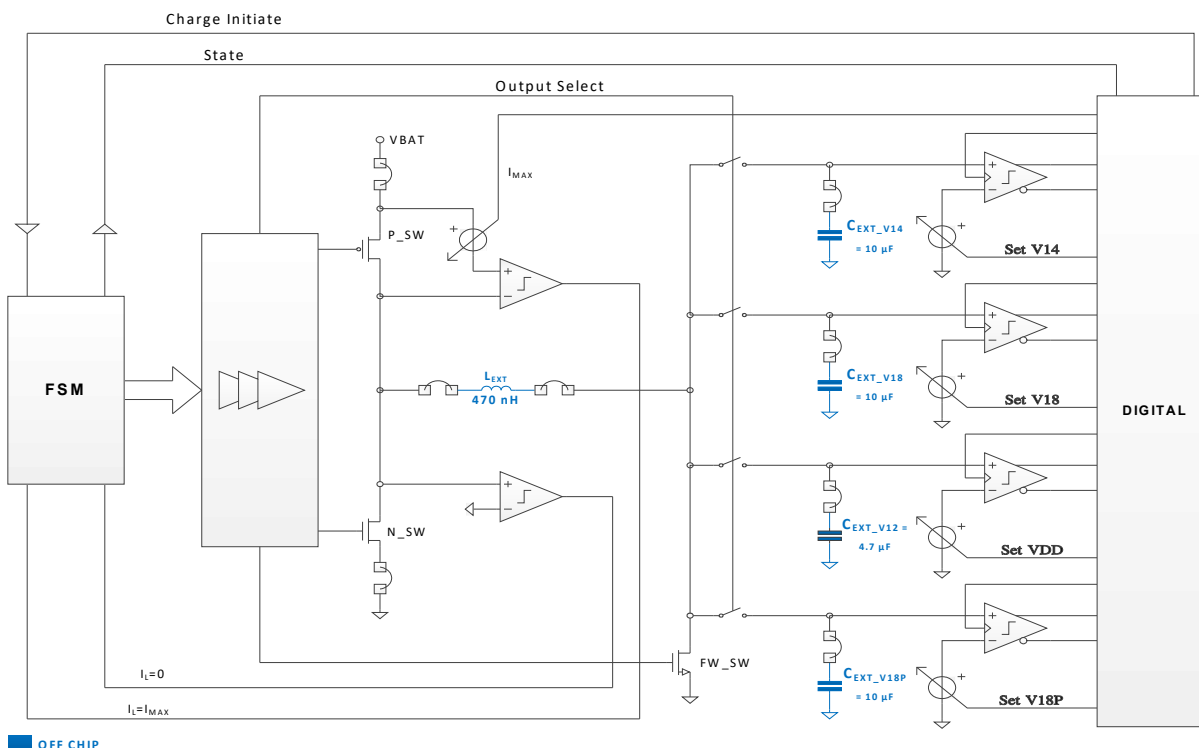 Charge Initiate
State
Output Select
VBAT
IMAX
P_SW
+
+
−
LEXT
470 nH
+
−
N_SW
FSM
FW_SW
IL=0
IL=IMAX
CEXT_V14
= 10 µF
+
−
+
Set V14
CEXT_V18
= 10 µF
+
−
+
Set V18
CEXT_V12 =
4.7 µF
+
−
+
Set VDD
CEXT_V18P
= 10 µF
+
−
+
Set V18P
DIGITAL
OFF CHIP